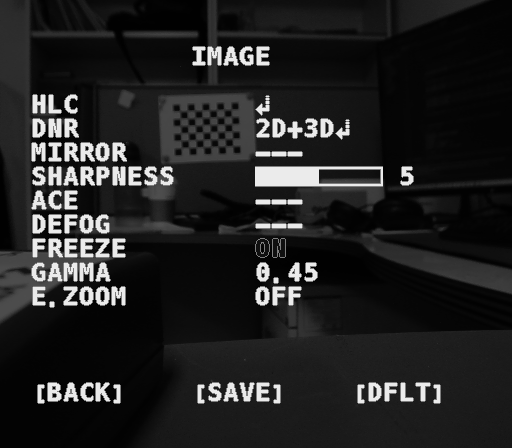 IMAGE
HLC ↲
DNR 2D+3D↲
MIRROR ---
SHARPNESS 5
ACE ---
DEFOG ---
FREEZE ON
GAMMA 0.45
E.ZOOM OFF
[BACK] [SAVE] [DFLT]